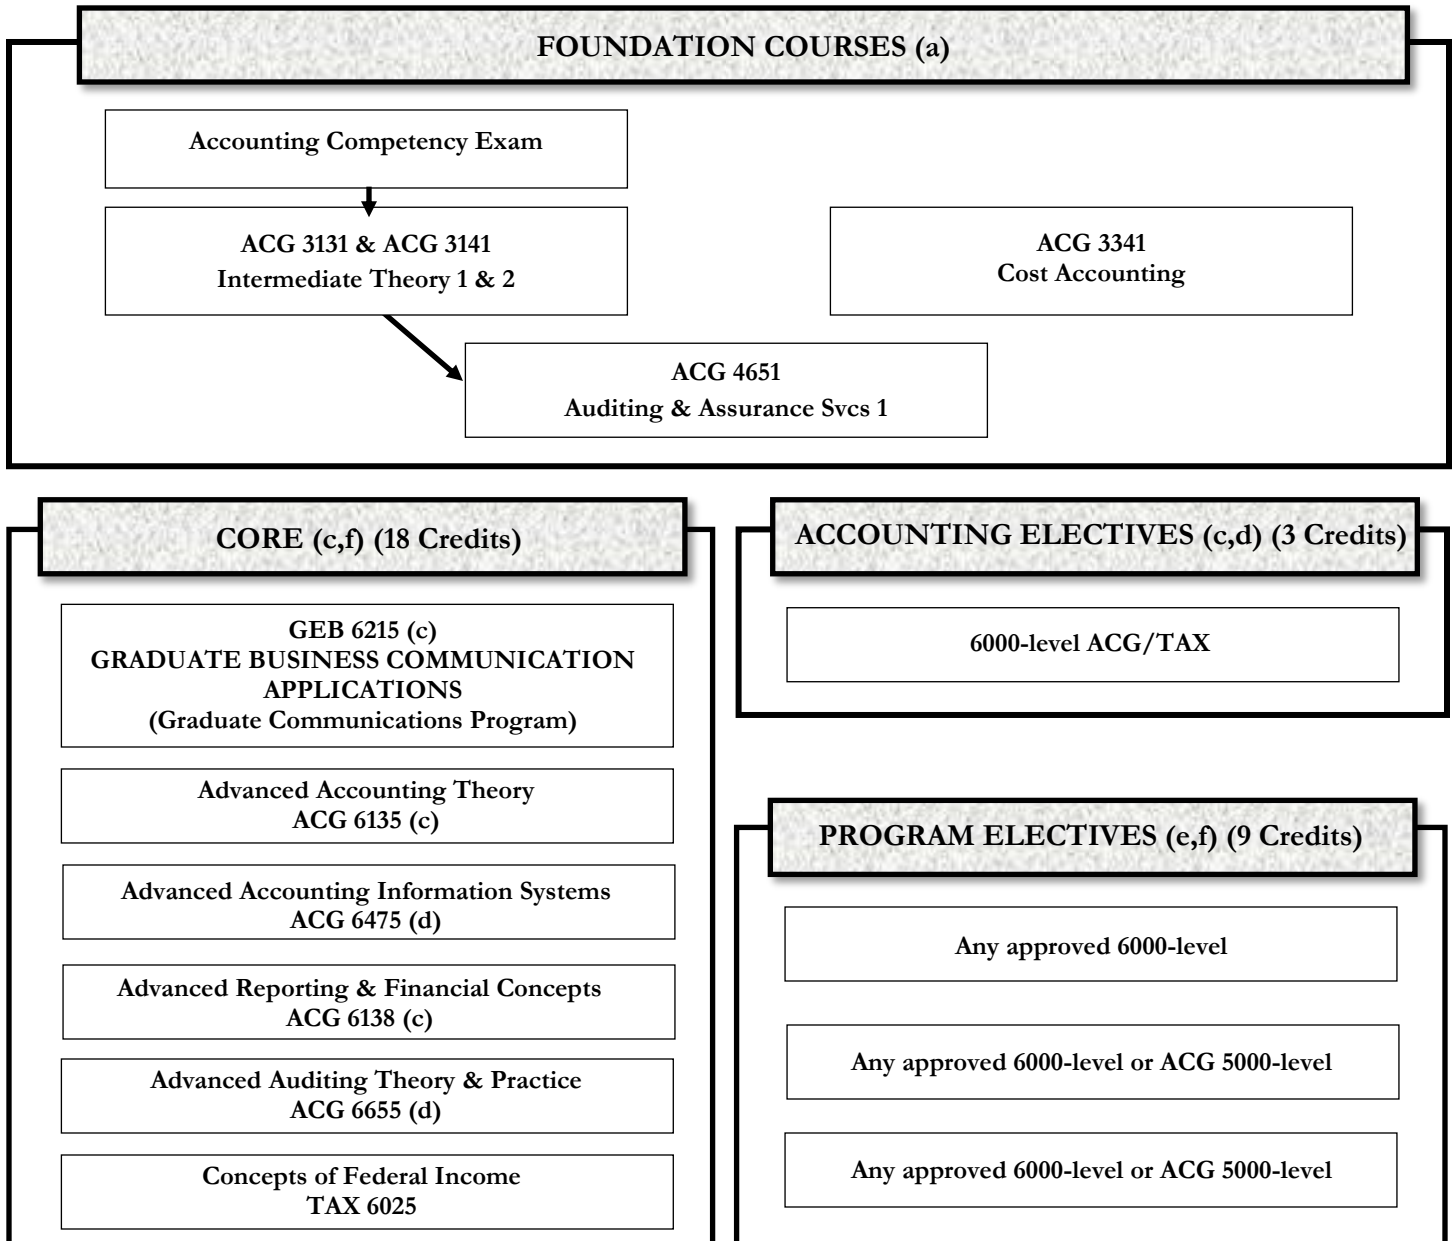 FOUNDATION COURSES (a)
Accounting Competency Exam
ACG 3131 & ACG 3141
Intermediate Theory 1 & 2
ACG 3341
Cost Accounting
ACG 4651
Auditing & Assurance Svcs 1
CORE (c,f) (18 Credits)
GEB 6215 (c)
GRADUATE BUSINESS COMMUNICATION
APPLICATIONS
(Graduate Communications Program)
Advanced Accounting Theory
ACG 6135 (c)
Advanced Accounting Information Systems
ACG 6475 (d)
Advanced Reporting & Financial Concepts
ACG 6138 (c)
Advanced Auditing Theory & Practice
ACG 6655 (d)
Concepts of Federal Income
TAX 6025
ACCOUNTING ELECTIVES (c,d) (3 Credits)
6000-level ACG/TAX
PROGRAM ELECTIVES (e,f) (9 Credits)
Any approved 6000-level
Any approved 6000-level or ACG 5000-level
Any approved 6000-level or ACG 5000-level